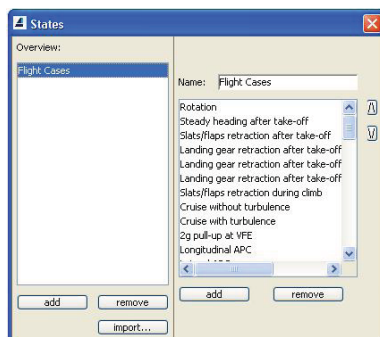 States
Overview:
Flight Cases
Name: Flight Cases
Rotation
Steady heading after take-off
Slats/flaps retraction after take-off
Landing gear retraction after take-off
Landing gear retraction after take-off
Landing gear retraction after take-off
Slats/flaps retraction during climb
Cruise without turbulence
Cruise with turbulence
2g pull-up at VFE
Longitudinal APC
add remove
import...
add remove